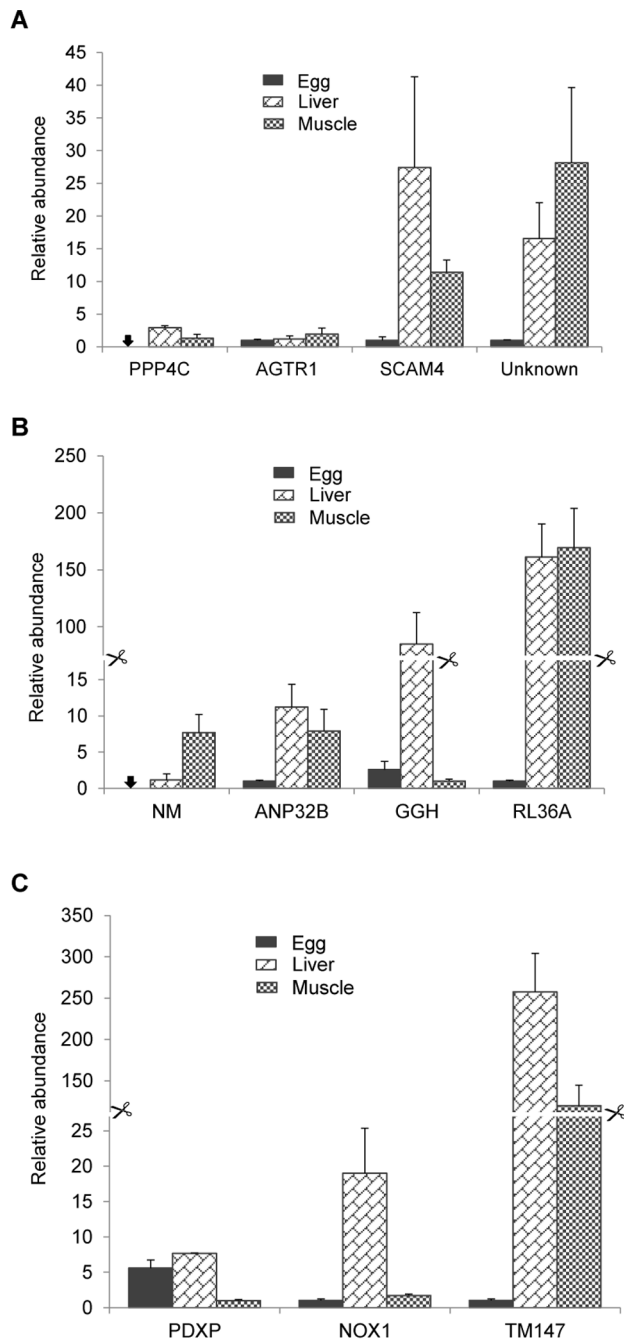 A
45
40
35
30
25
20
15
10
5
0
Relative abundance
Egg
Liver
Muscle
PPP4C AGTR1 SCAM4 Unknown
B
250
200
150
100
15
10
5
0
Relative abundance
Egg
Liver
Muscle
NM ANP32B GGH RL36A
C
350
300
250
200
150
25
20
15
10
5
0
Relative abundance
Egg
Liver
Muscle
PDXP NOX1 TM147